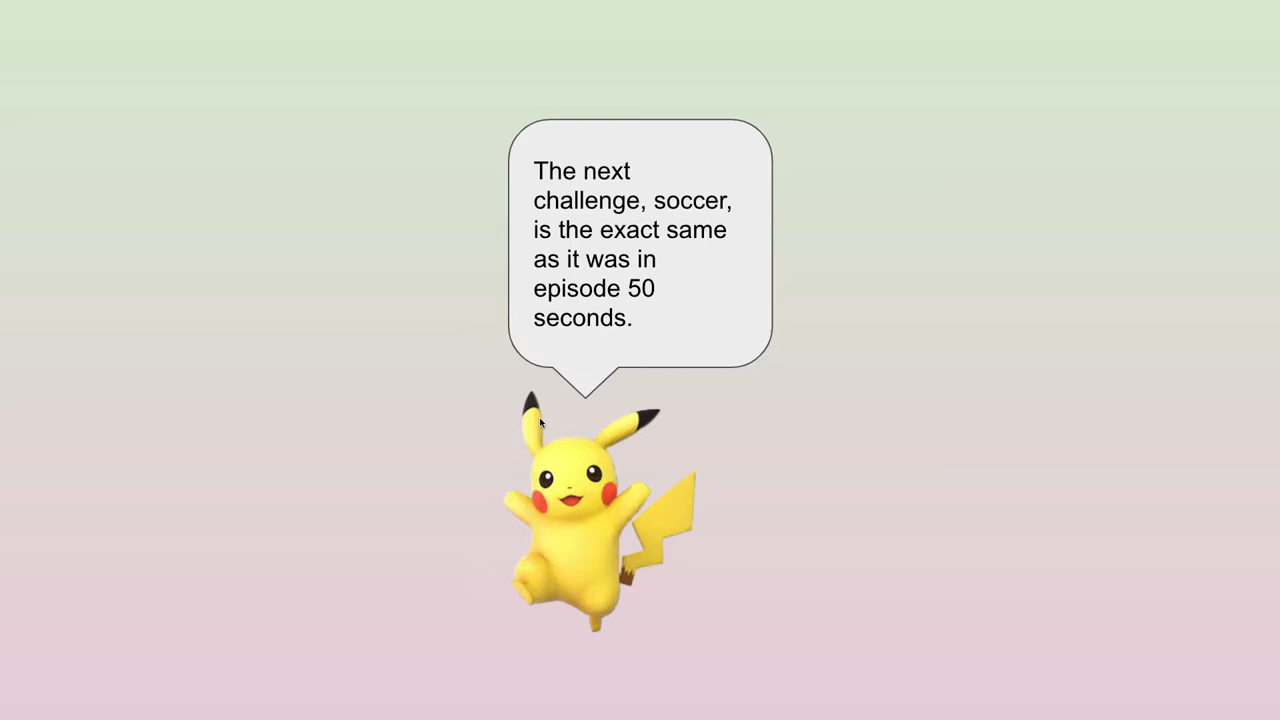 The next
challenge, soccer,
is the exact same
as it was in
episode 50
seconds.